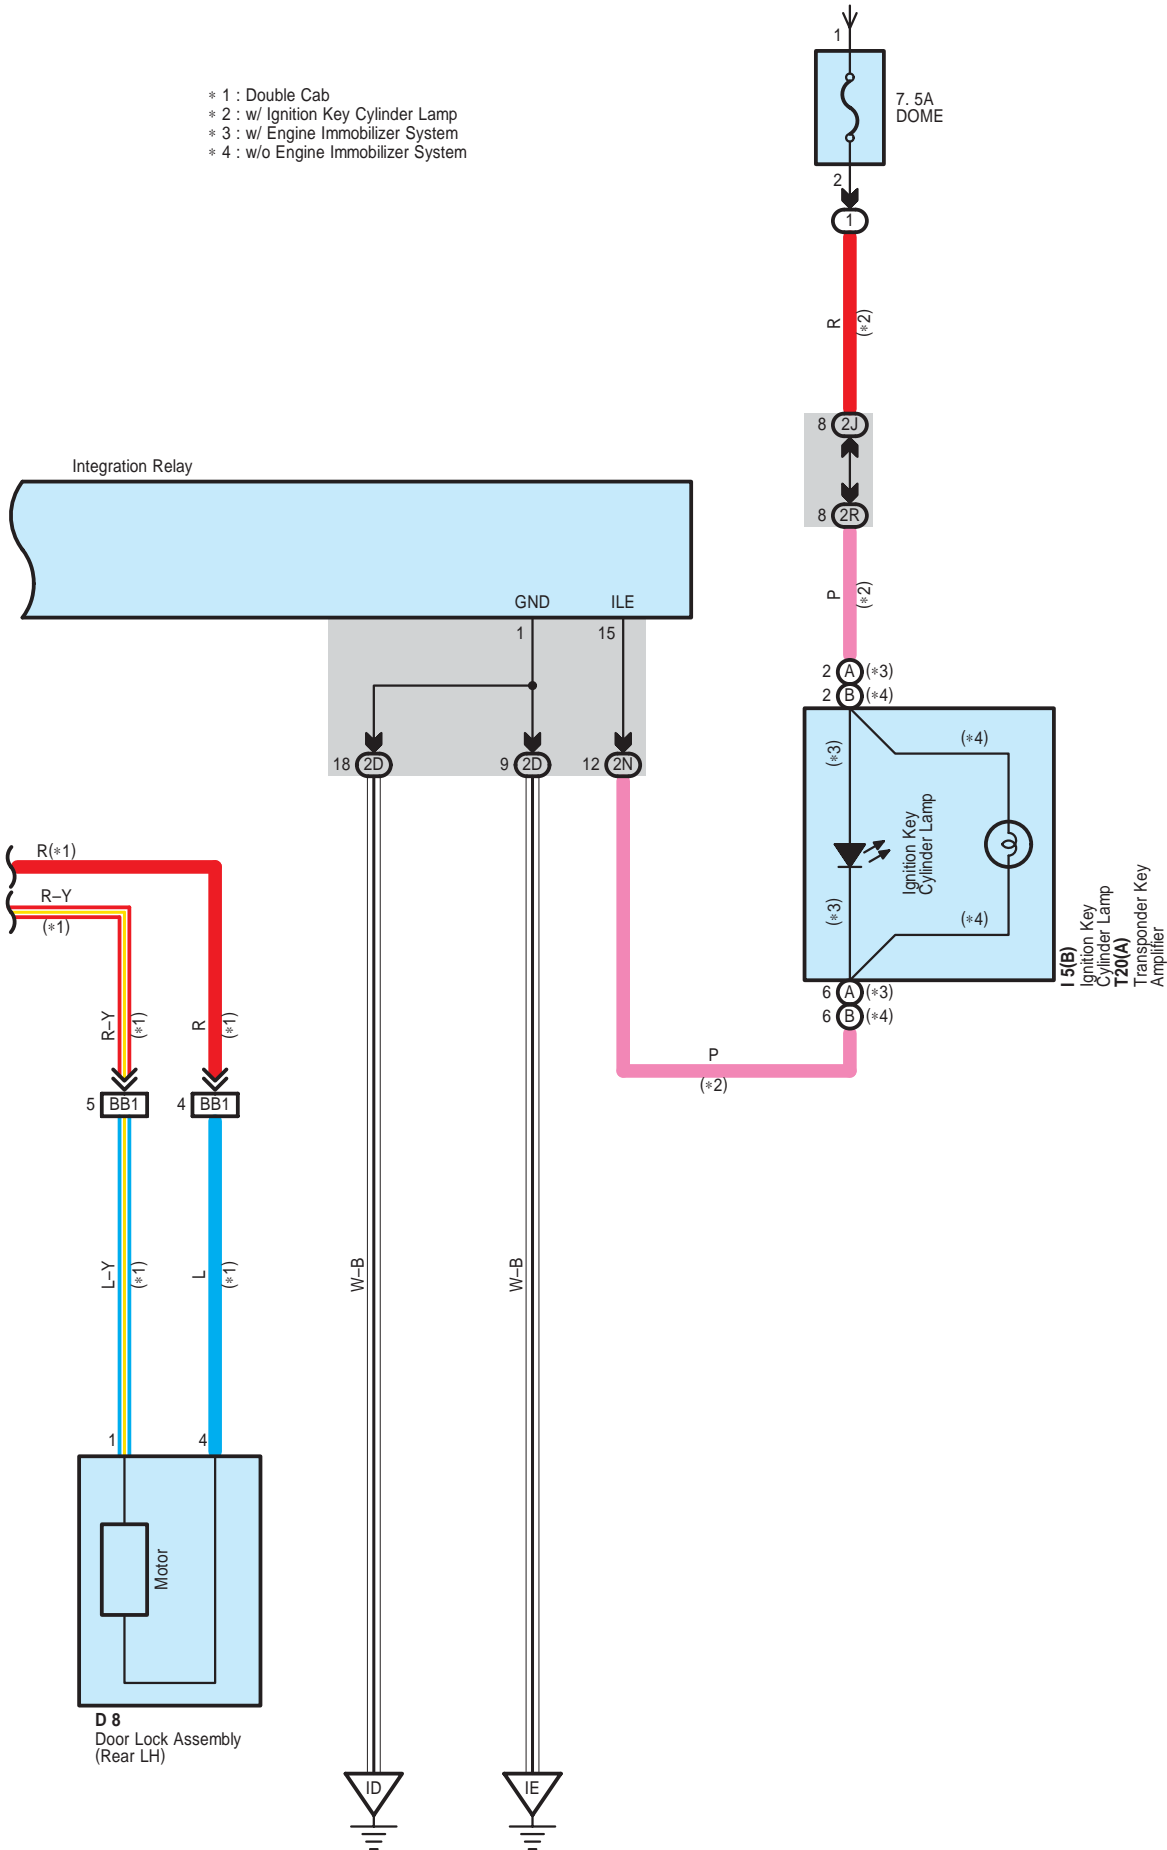 ∗ 1 : Double Cab
∗ 2 : w/ Ignition Key Cylinder Lamp
∗ 3 : w/ Engine Immobilizer System
∗ 4 : w/o Engine Immobilizer System
1
7. 5A
DOME
2
1
R
(∗2)
8 2J
8 2R
P
(∗2)
Integration Relay
GND ILE
1 15
18 2D
9 2D
12 2N
2 A (∗3)
2 B (∗4)
(∗3)
(∗4)
Ignition Key
Cylinder Lamp
(∗3)
(∗4)
I 5(B)
Ignition Key
Cylinder Lamp
T20(A)
Transponder Key
Amplifier
6 A (∗3)
6 B (∗4)
P
(∗2)
R(∗1)
R–Y
(∗1)
R–Y
(∗1)
R
(∗1)
5 BB1
4 BB1
L–Y
(∗1)
L
(∗1)
W–B
W–B
1
4
Motor
D 8
Door Lock Assembly
(Rear LH)
ID
IE